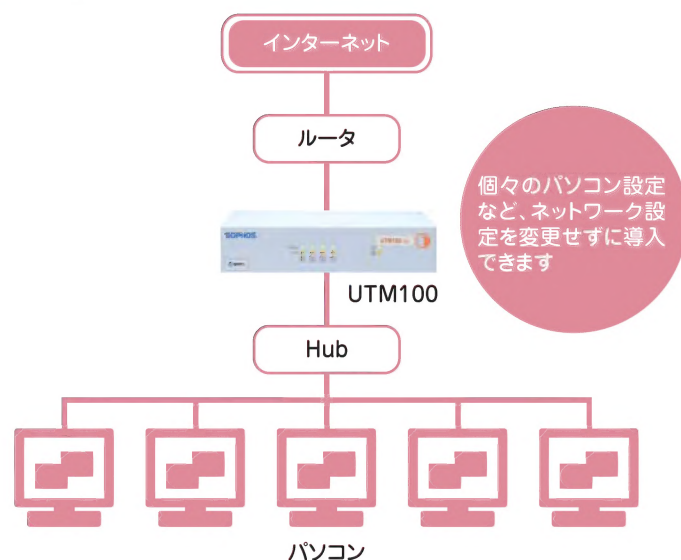 インターネット
ルータ
個々のパソコン設定
など、ネットワーク設
定を変更せずに導入
できます
SOPHOS
UTM100
UTM100
Hub
パソコン